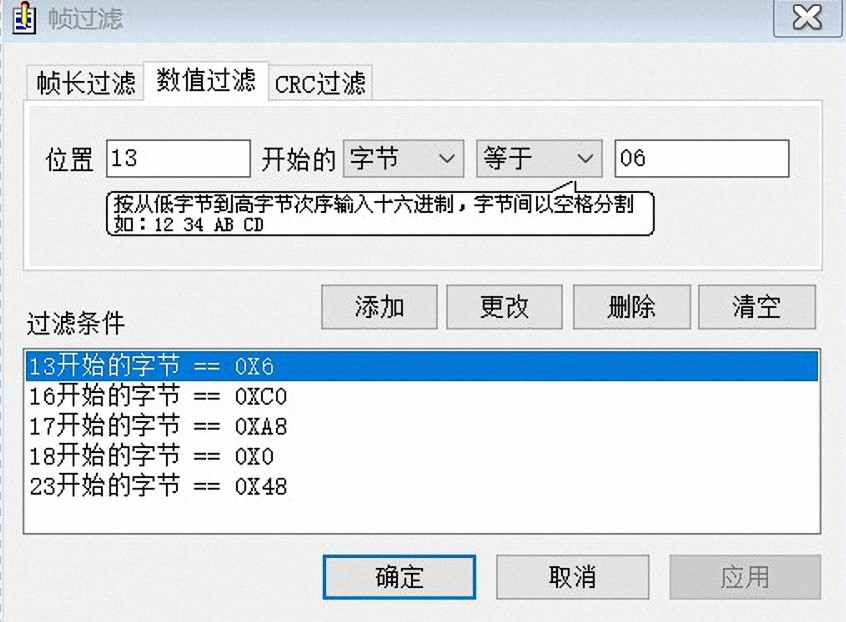 帧过滤
帧长过滤 数值过滤 CRC过滤
位置 13 开始的 字节 等于 06
按从低字节到高字节次序输入十六进制，字节间以空格分割
如：12 34 AB CD
添加 更改 删除 清空
过滤条件
13开始的字节 == 0X6
16开始的字节 == 0XC0
17开始的字节 == 0XA8
18开始的字节 == 0X0
23开始的字节 == 0X48
确定 取消 应用